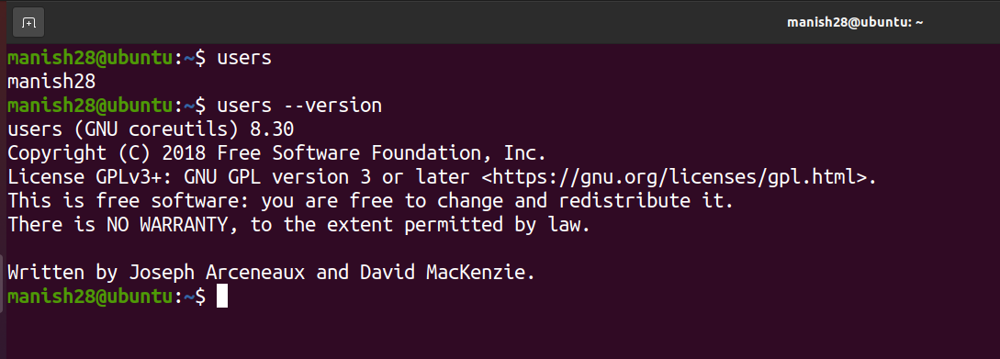 manish28@ubuntu: ~
manish28@ubuntu:~$ users
manish28
manish28@ubuntu:~$ users --version
users (GNU coreutils) 8.30
Copyright (C) 2018 Free Software Foundation, Inc.
License GPLv3+: GNU GPL version 3 or later <https://gnu.org/licenses/gpl.html>.
This is free software: you are free to change and redistribute it.
There is NO WARRANTY, to the extent permitted by law.
Written by Joseph Arceneaux and David MacKenzie.
manish28@ubuntu:~$